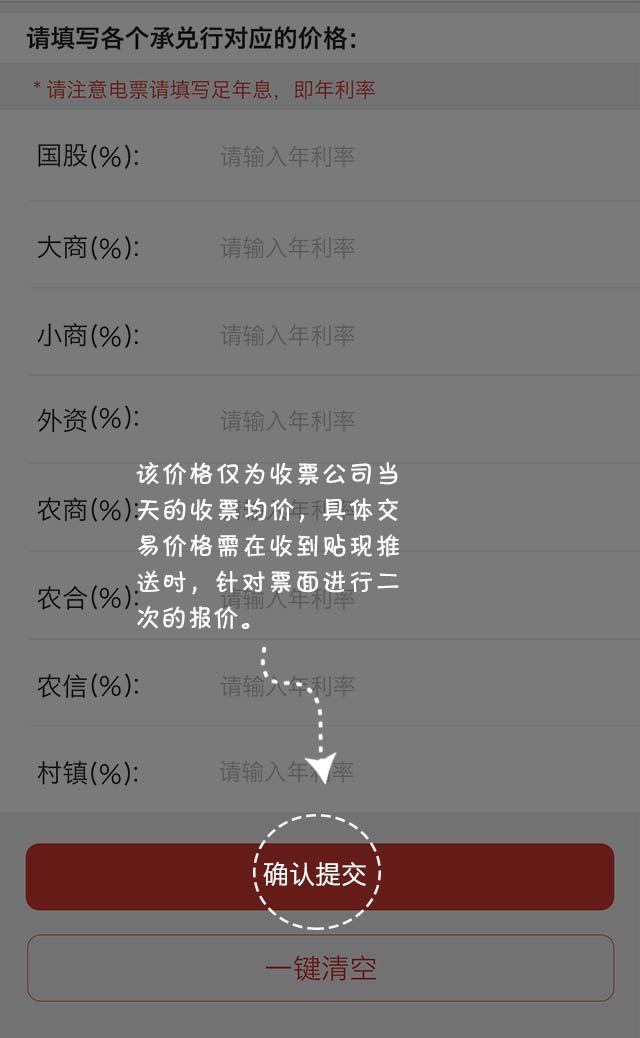 请填写各个承兑行对应的价格:
*请注意电票请填写足年息，即年利率
国股(%): 请输入年利率
大商(%): 请输入年利率
小商(%): 请输入年利率
外资(%): 请输入年利率
该价格仅为收票公司当
农商(%): 请输入年利率
天的收票均价，具体交
易价格需在收到贴现推
送时，针对票面进行二
农合(%): 请输入年利率
次的报价。
农信(%): 请输入年利率
村镇(%): 请输入年利率
确认提交
一键清空